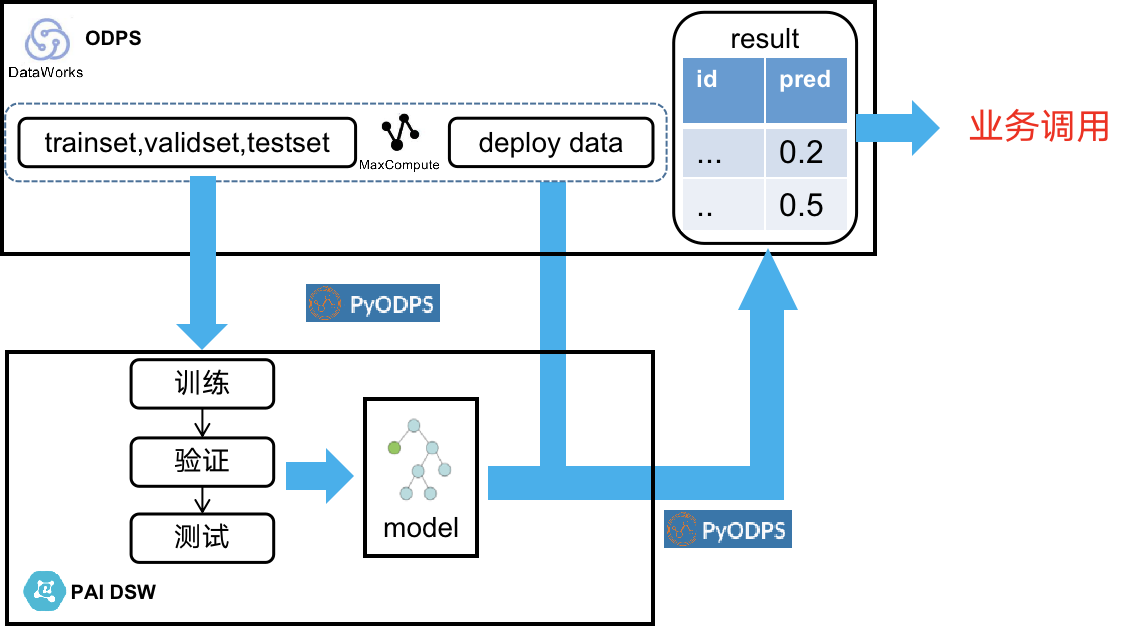 ODPS
DataWorks
result
id pred
... 0.2
.. 0.5
业务调用
trainset,validset,testset
MaxCompute
deploy data
PyODPS
训练
验证
测试
model
PyODPS
PAI DSW